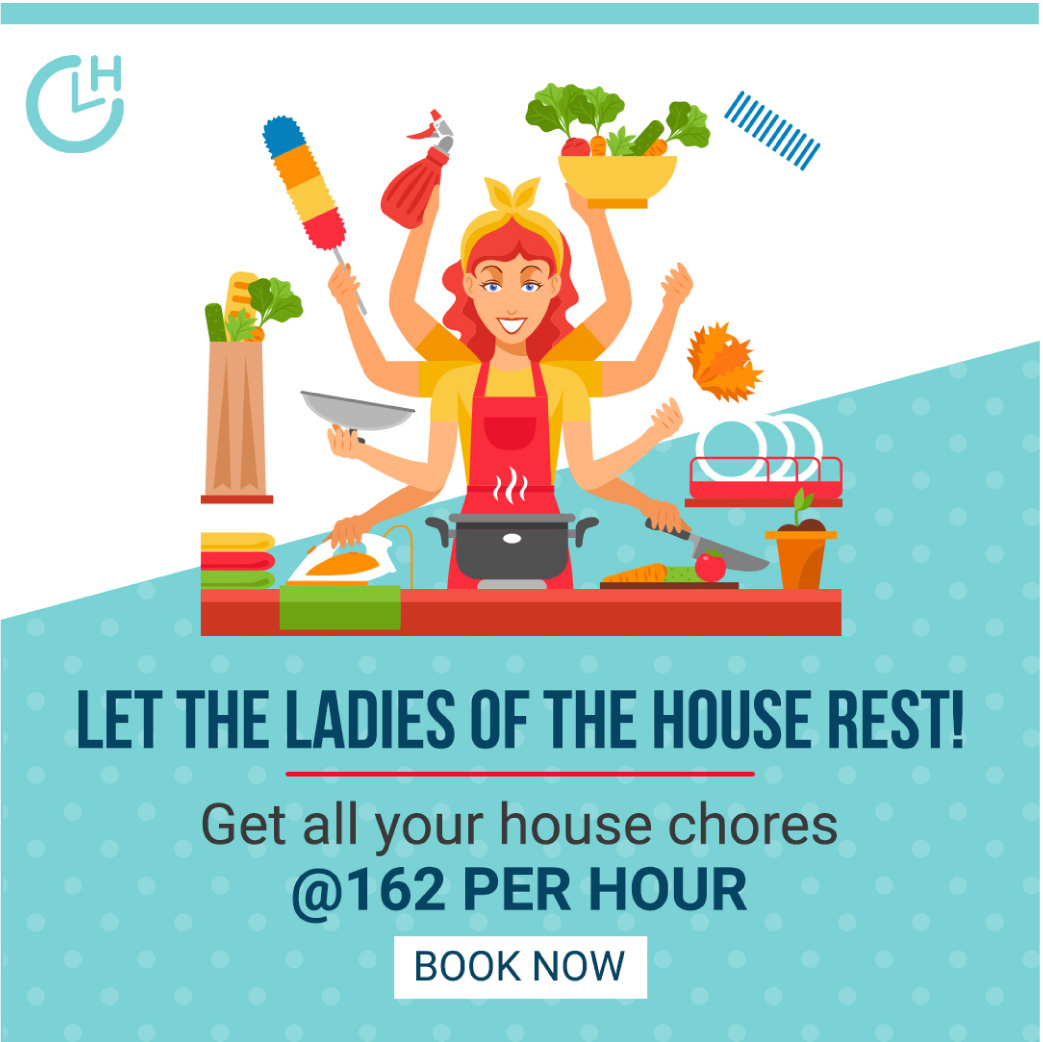 LH
LET THE LADIES OF THE HOUSE REST!
Get all your house chores
@162 PER HOUR
BOOK NOW